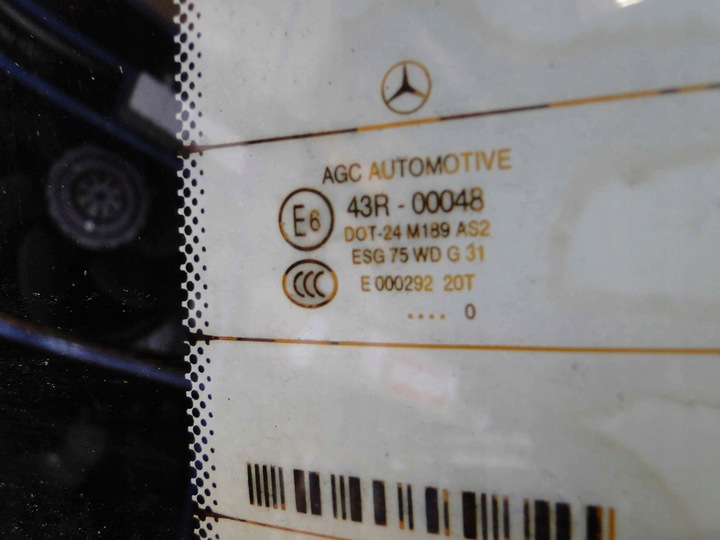 AGC AUTOMOTIVE
E6 43R - 00048
DOT-24 M189 AS2
ESG 75 WD G 31
CCC E 000292 20T
.... 0